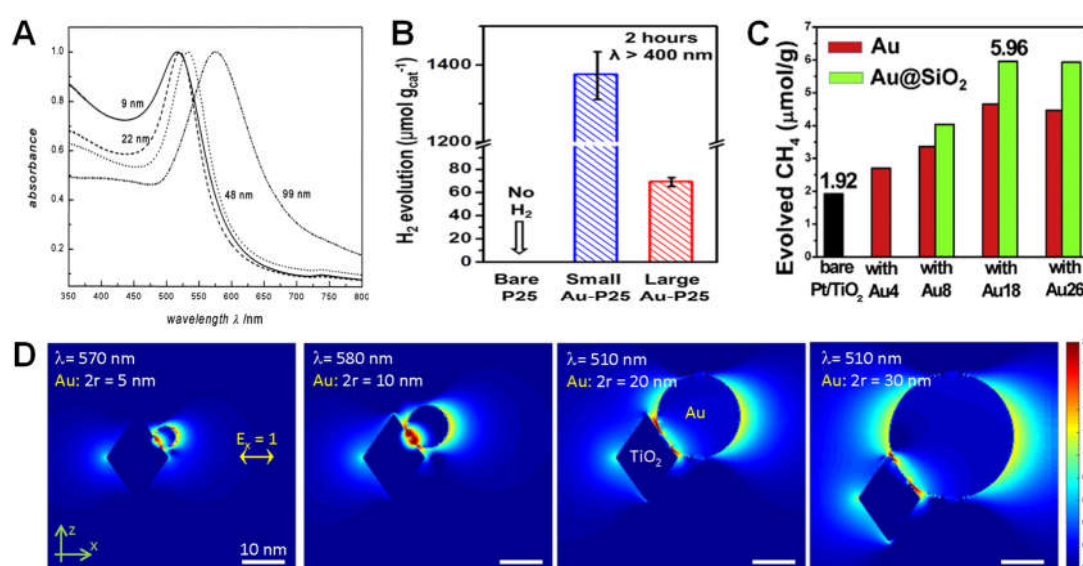 A
absorbance
1.0
0.8
0.6
0.4
0.2
9 nm
22 nm
48 nm
99 nm
350 400 450 500 550 600 650 700 750 800
wavelength λ /nm
B
H₂ evolution (μmol gcat⁻¹)
1400
1200
100
80
60
40
20
0
2 hours
λ > 400 nm
No
H₂
Bare Small Large
P25 Au-P25 Au-P25
C
Evolved CH₄ (μmol/g)
7
6
5
4
3
2
1
0
Au
Au@SiO₂
5.96
1.92
bare with with with with
Pt/TiO₂ Au4 Au8 Au18 Au26
D
λ= 570 nm
Au: 2r = 5 nm
Eₓ = 1
z
x
10 nm
λ= 580 nm
Au: 2r = 10 nm
λ= 510 nm
Au: 2r = 20 nm
Au
TiO₂
λ= 510 nm
Au: 2r = 30 nm